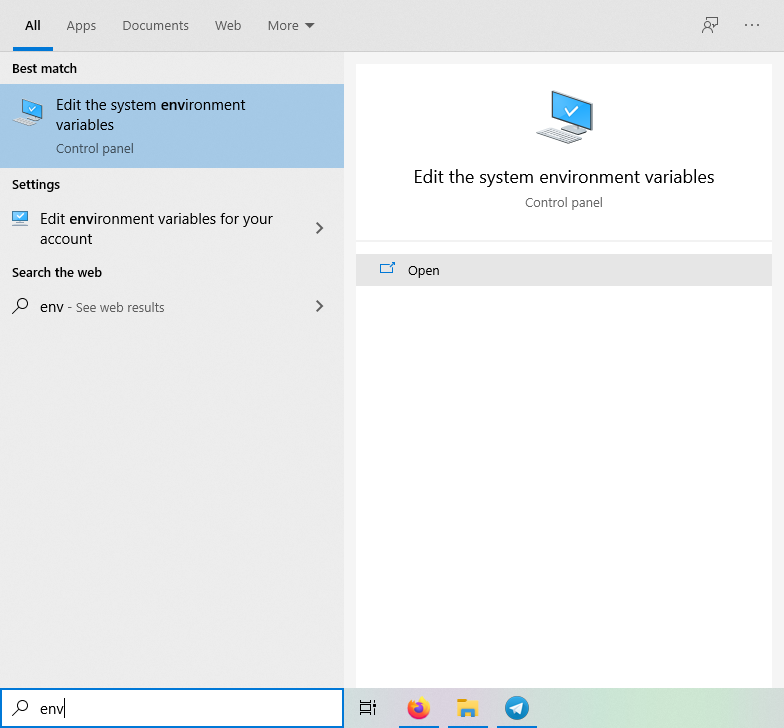 All Apps Documents Web More
Best match
Edit the system environment
variables
Control panel
Settings
Edit environment variables for your
account
Search the web
env - See web results
Edit the system environment variables
Control panel
Open
env